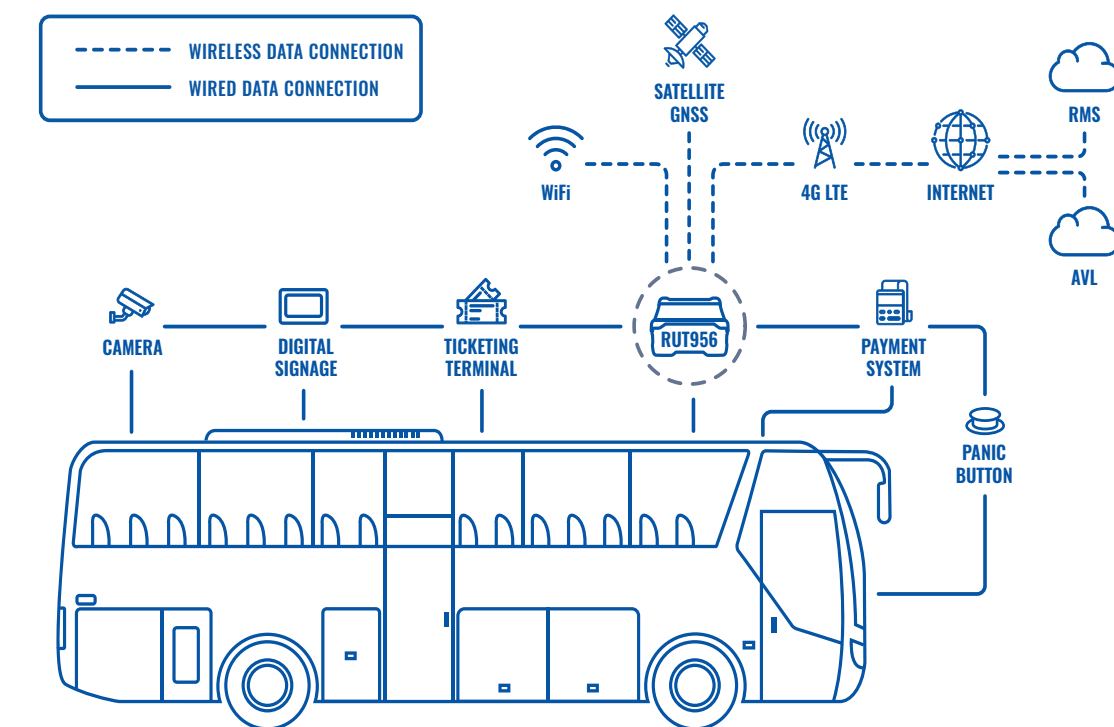 WIRELESS DATA CONNECTION
WIRED DATA CONNECTION
SATELLITE
GNSS
RMS
WiFi
4G LTE
INTERNET
AVL
CAMERA
DIGITAL
SIGNAGE
TICKETING
TERMINAL
RUT956
PAYMENT
SYSTEM
PANIC
BUTTON